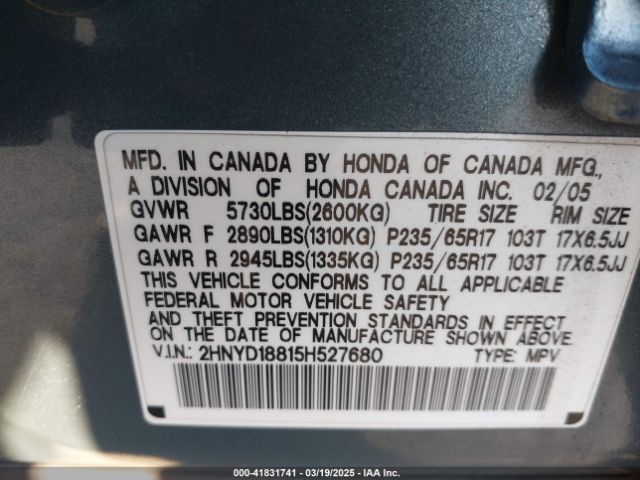 MFD. IN CANADA BY HONDA OF CANADA MFG.,
A DIVISION OF HONDA CANADA INC. 02/05
GVWR 5730LBS(2600KG) TIRE SIZE RIM SIZE
GAWR F 2890LBS(1310KG) P235/65R17 103T 17X6.5JJ
GAWR R 2945LBS(1335KG) P235/65R17 103T 17X6.5JJ
THIS VEHICLE CONFORMS TO ALL APPLICABLE
FEDERAL MOTOR VEHICLE SAFETY
AND THEFT PREVENTION STANDARDS IN EFFECT
ON THE DATE OF MANUFACTURE SHOWN ABOVE.
V.I.N.: 2HNYD18815H527680 TYPE: MPV
000-41831741 | 03/19/2025 | IAA Inc.